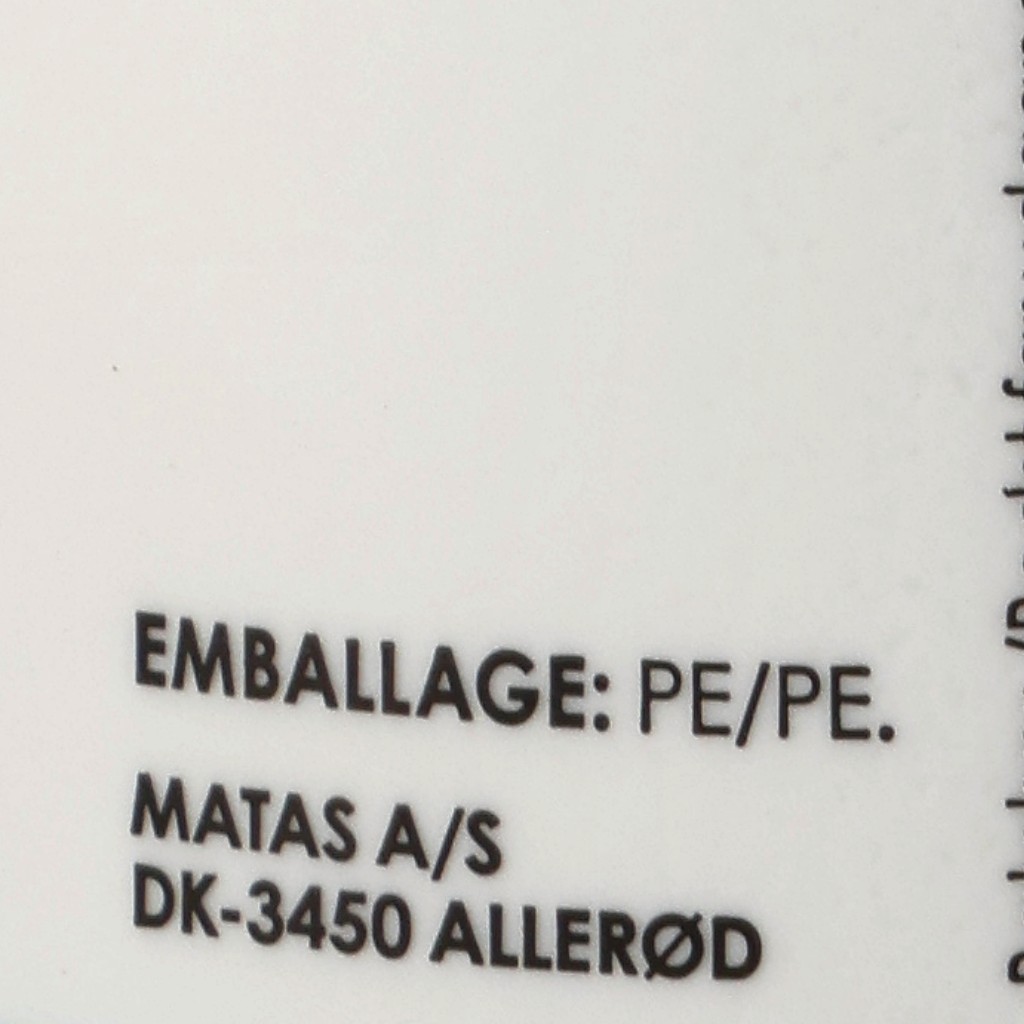 EMBALLAGE: PE/PE.
MATAS A/S
DK-3450 ALLERØD